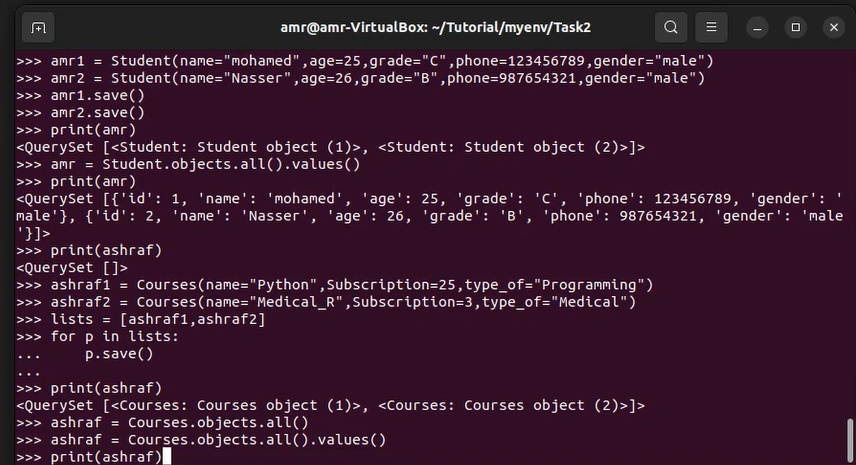 amr@amr-VirtualBox: ~/Tutorial/myenv/Task2
>>> amr1 = Student(name="mohamed",age=25,grade="C",phone=123456789,gender="male")
>>> amr2 = Student(name="Nasser",age=26,grade="B",phone=987654321,gender="male")
>>> amr1.save()
>>> amr2.save()
>>> print(amr)
<QuerySet [<Student: Student object (1)>, <Student: Student object (2)>]>
>>> amr = Student.objects.all().values()
>>> print(amr)
<QuerySet [{'id': 1, 'name': 'mohamed', 'age': 25, 'grade': 'C', 'phone': 123456789, 'gender': '
male'}, {'id': 2, 'name': 'Nasser', 'age': 26, 'grade': 'B', 'phone': 987654321, 'gender': 'male
'}]>
>>> print(ashraf)
<QuerySet []>
>>> ashraf1 = Courses(name="Python",Subscription=25,type_of="Programming")
>>> ashraf2 = Courses(name="Medical_R",Subscription=3,type_of="Medical")
>>> lists = [ashraf1,ashraf2]
>>> for p in lists:
...     p.save()
...
>>> print(ashraf)
<QuerySet [<Courses: Courses object (1)>, <Courses: Courses object (2)>]>
>>> ashraf = Courses.objects.all()
>>> ashraf = Courses.objects.all().values()
>>> print(ashraf)